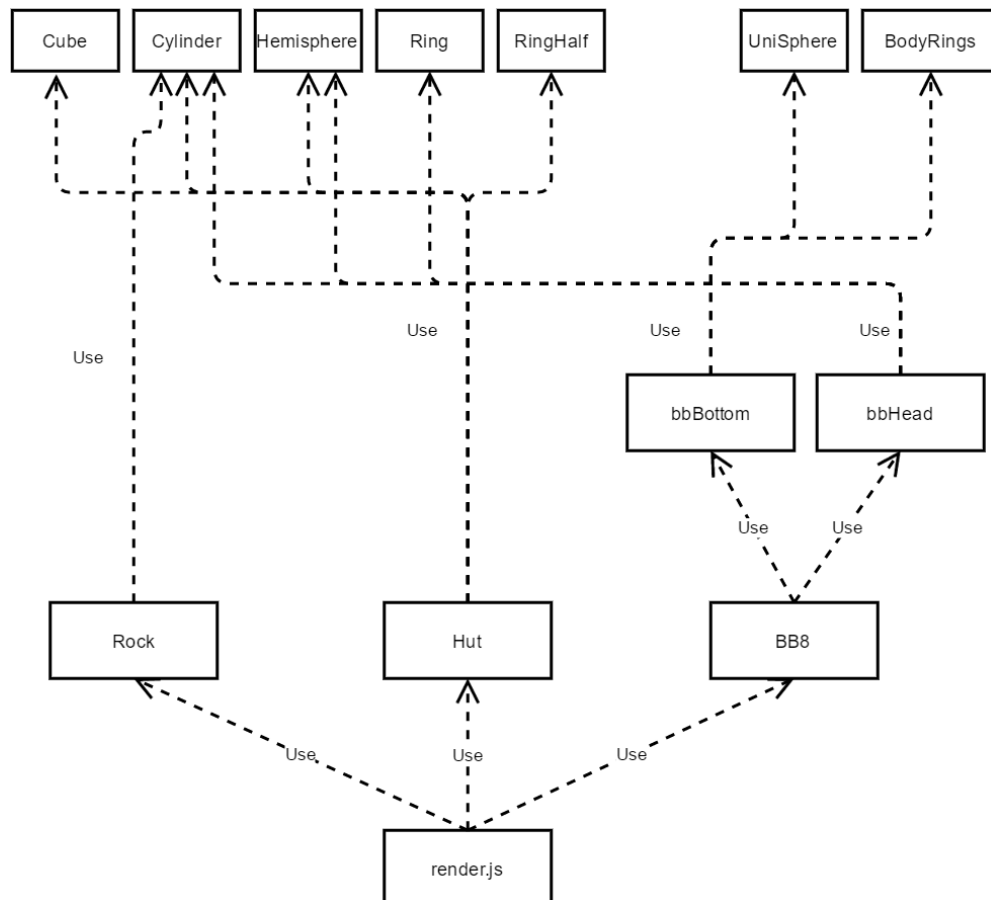 Cube
Cylinder
Hemisphere
Ring
RingHalf
UniSphere
BodyRings
Use
Use
Use
Use
bbBottom
bbHead
Use
Use
Rock
Hut
BB8
Use
Use
Use
render.js